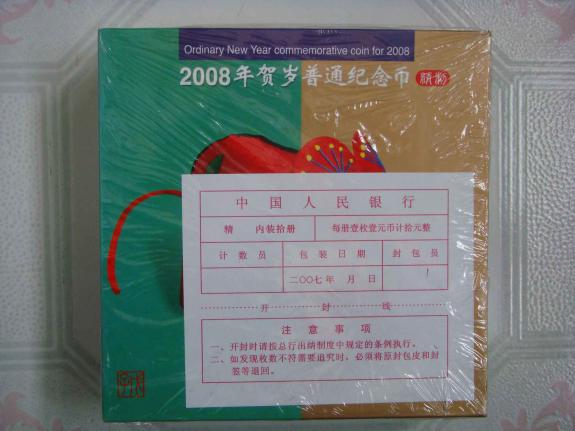 Ordinary New Year commemorative coin for 2008
2008年贺岁普通纪念币 精制
中国人民银行
精 内装拾册 每册壹枚壹元币计拾元整
计数员 包装日期 封包员
二〇〇七年 月 日
开封线
注意事项
一、开封时请按总行出纳制度中规定的条例执行。
二、如发现枚数不符需要追究时，必须将原封包皮和封
签等退回。